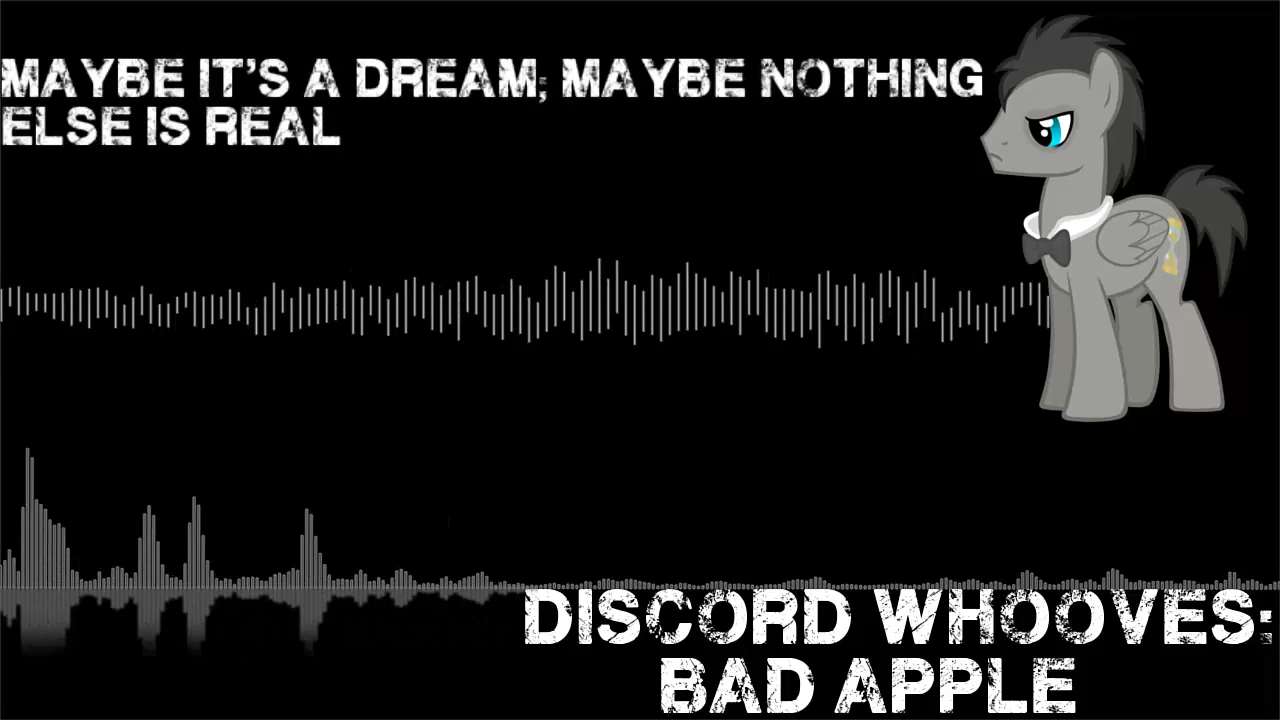 MAYBE IT'S A DREAM; MAYBE NOTHING
ELSE IS REAL
DISCORD WHOOVES:
BAD APPLE